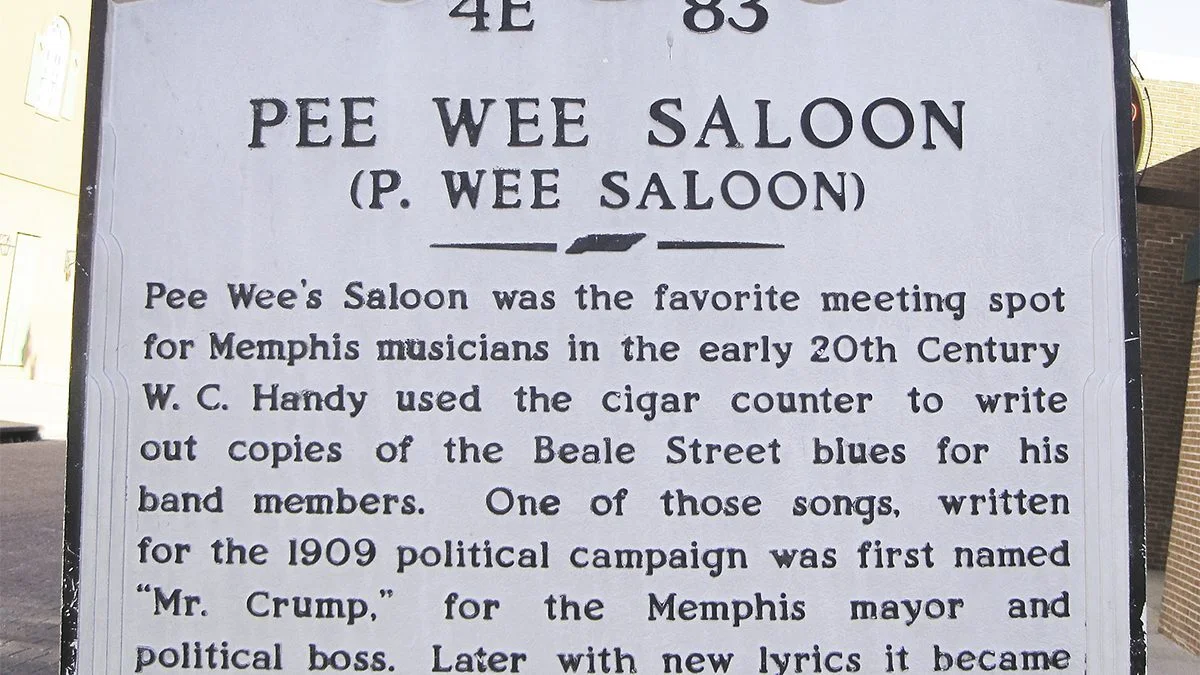 4E 83
PEE WEE SALOON
(P. WEE SALOON)
Pee Wee's Saloon was the favorite meeting spot
for Memphis musicians in the early 20th Century
W. C. Handy used the cigar counter to write
out copies of the Beale Street blues for his
band members. One of those songs, written
for the 1909 political campaign was first named
"Mr. Crump," for the Memphis mayor and
political boss. Later with new lyrics it became